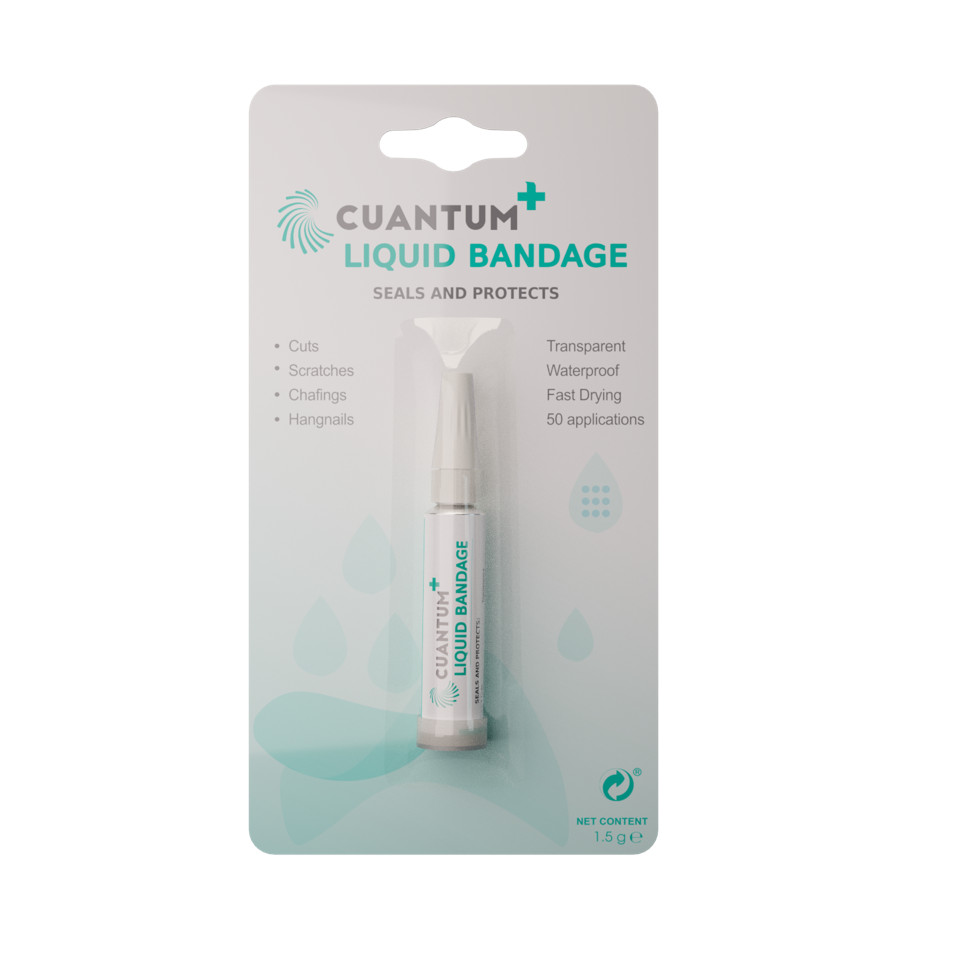 CUANTUM+
LIQUID BANDAGE
SEALS AND PROTECTS
• Cuts
• Scratches
• Chafings
• Hangnails
Transparent
Waterproof
Fast Drying
50 applications
CUANTUM+
LIQUID BANDAGE
SEALS AND PROTECTS
®
NET CONTENT
1.5 g ℮